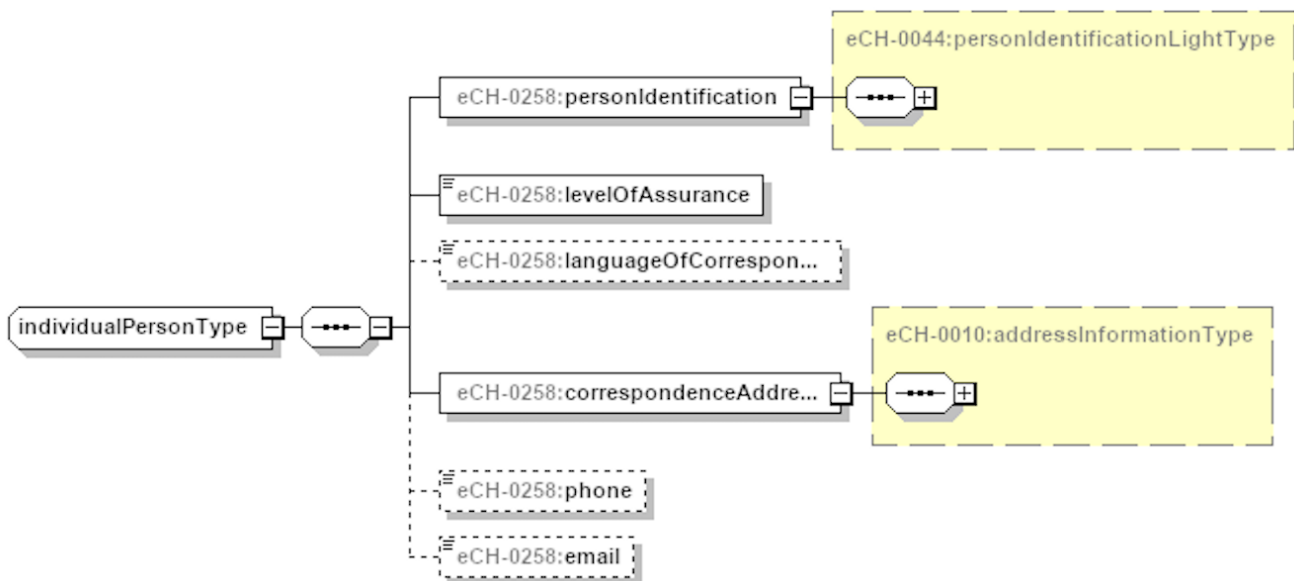 eCH-0044:personIdentificationLightType
eCH-0258:personIdentification
eCH-0258:levelOfAssurance
eCH-0258:languageOfCorrespon...
individualPersonType
eCH-0010:addressInformationType
eCH-0258:correspondenceAddre...
eCH-0258:phone
eCH-0258:email